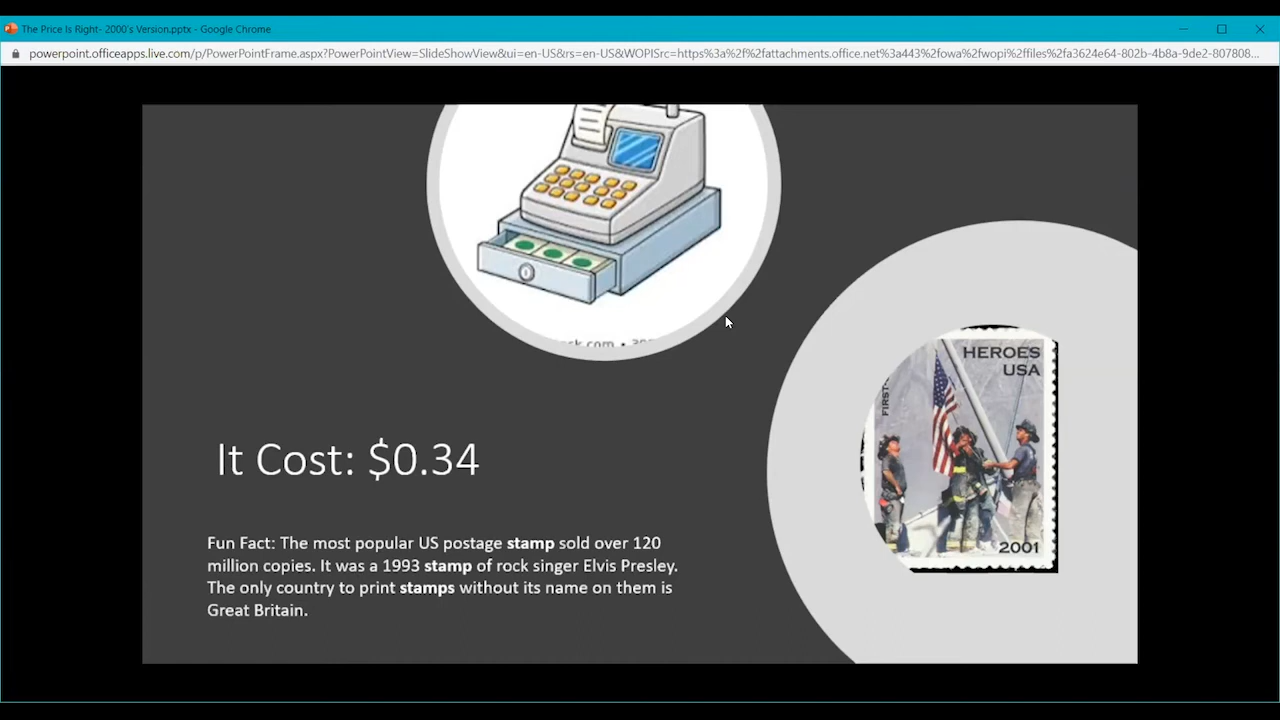 The Price Is Right- 2000's Version.pptx - Google Chrome
powerpoint.officeapps.live.com/p/PowerPointFrame.aspx?PowerPointView=SlideShowView&ui=en-US&rs=en-US&WOPISrc=https%3a%2f%2fattachments.office.net%3a443%2fowa%2fwopi%2ffiles%2fa3624e64-802b-4b8a-9de2-807808...
HEROES
USA
FIRST-
2001
It Cost: $0.34
Fun Fact: The most popular US postage stamp sold over 120
million copies. It was a 1993 stamp of rock singer Elvis Presley.
The only country to print stamps without its name on them is
Great Britain.